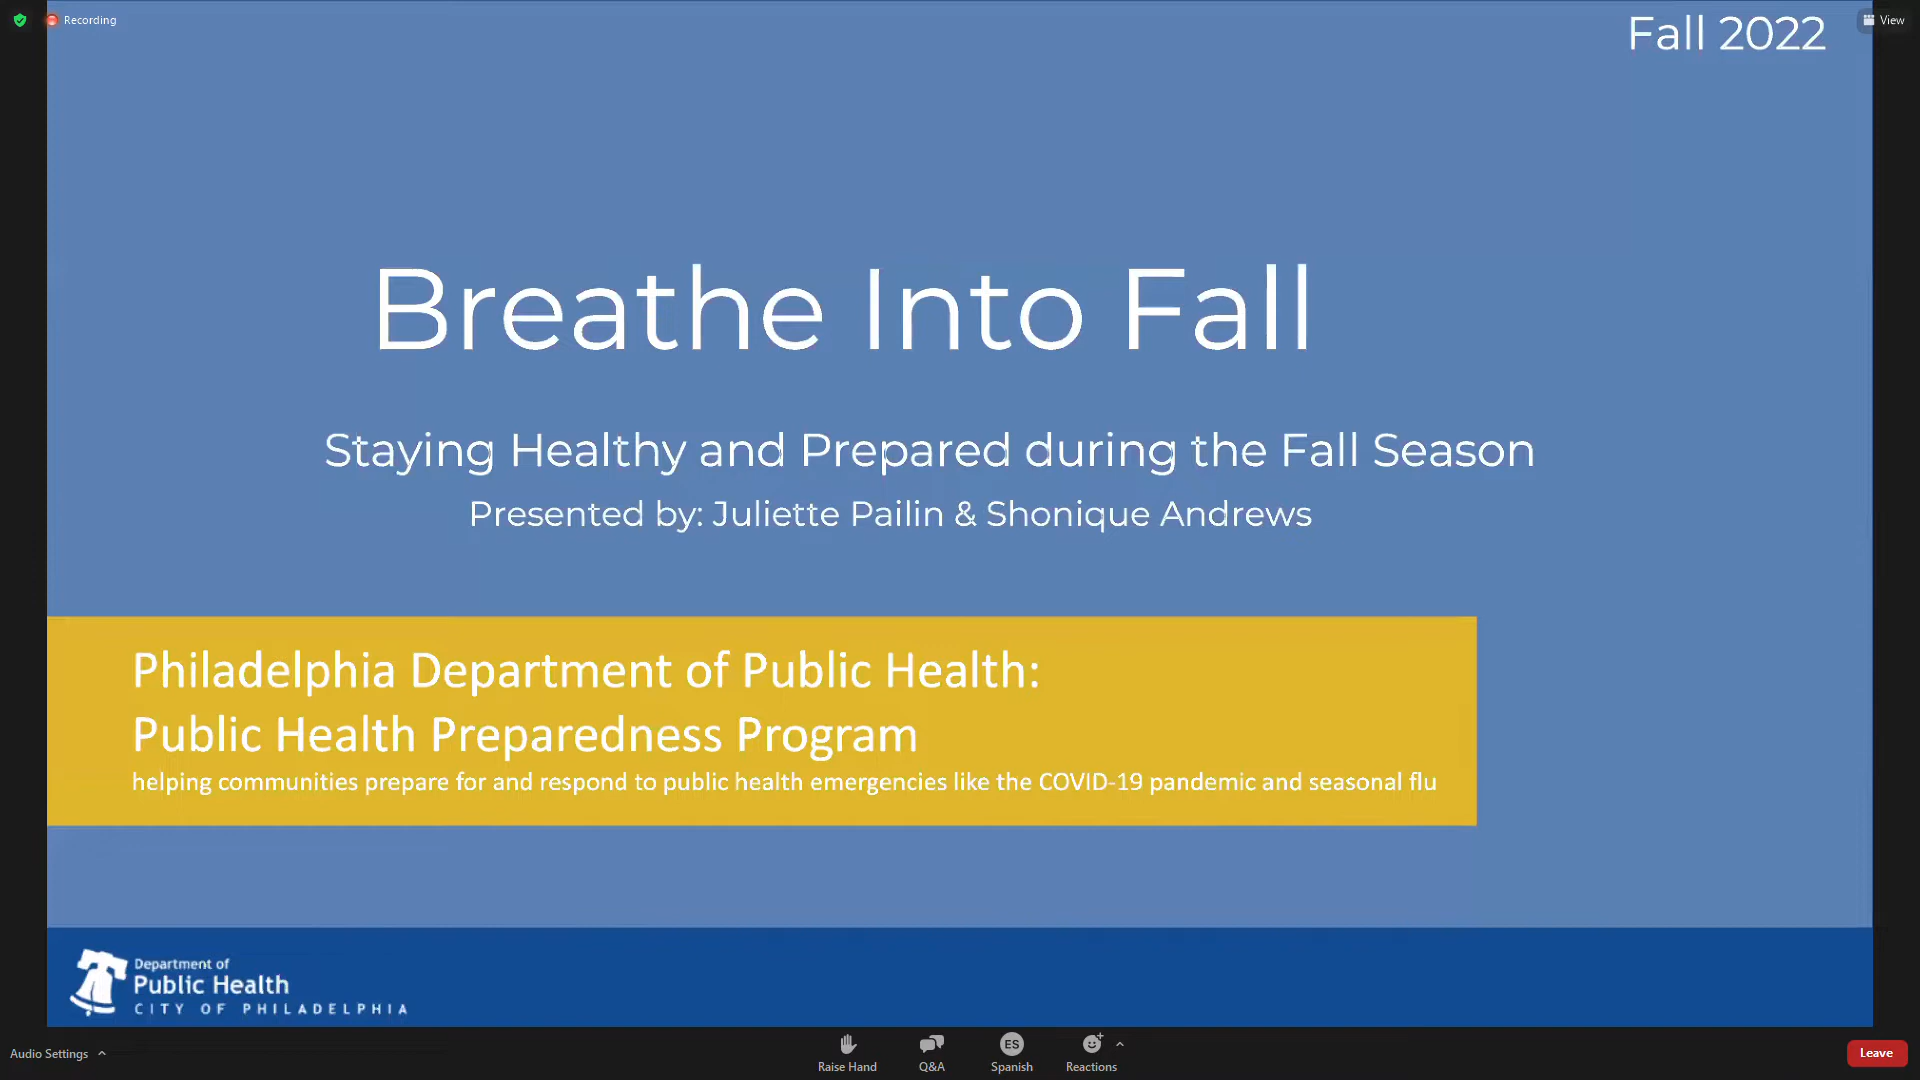 Recording
Fall 2022
View
Breathe Into Fall
Staying Healthy and Prepared during the Fall Season
Presented by: Juliette Pailin & Shonique Andrews
Philadelphia Department of Public Health:
Public Health Preparedness Program
helping communities prepare for and respond to public health emergencies like the COVID-19 pandemic and seasonal flu
Department of
Public Health
CITY OF PHILADELPHIA
Audio Settings
Raise Hand
Q&A
ES
Spanish
Reactions
Leave